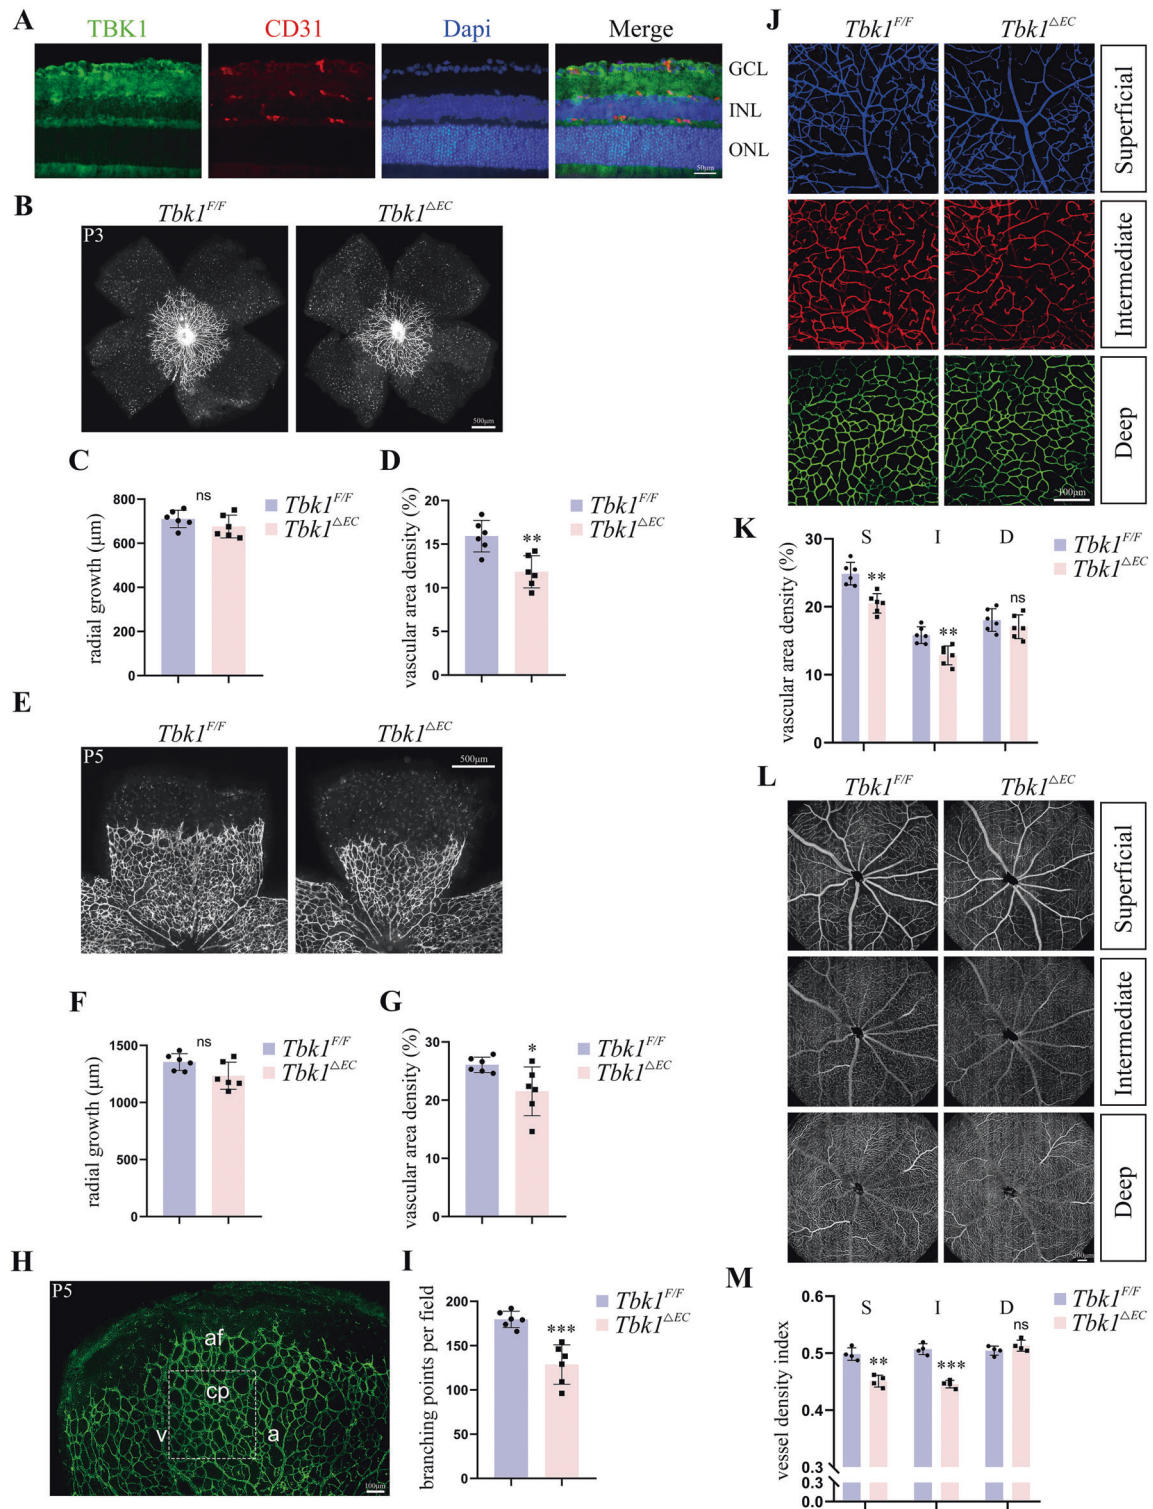 A
TBK1 CD31 Dapi Merge
GCL
INL
ONL
50μm
B
Tbk1F/F Tbk1△EC
P3
500μm
C
radial growth (μm)
800
600
400
200
0
ns
Tbk1F/F
Tbk1△EC
D
vascular area density (%)
20
15
10
5
0
**
Tbk1F/F
Tbk1△EC
E
Tbk1F/F Tbk1△EC
P5
500μm
F
radial growth (μm)
1500
1000
500
0
ns
Tbk1F/F
Tbk1△EC
G
vascular area density (%)
30
20
10
0
*
Tbk1F/F
Tbk1△EC
H
P5
af
cp
v a
100μm
I
branching points per field
200
150
100
50
0
***
Tbk1F/F
Tbk1△EC
J
Tbk1F/F Tbk1△EC
Superficial
Intermediate
Deep
100μm
K
vascular area density (%)
30
20
10
0
S I D
** ** ns
Tbk1F/F
Tbk1△EC
L
Tbk1F/F Tbk1△EC
Superficial
Intermediate
Deep
200μm
M
vessel density index
0.6
0.5
0.4
0.3
0.3
0.0
S I D
** *** ns
Tbk1F/F
Tbk1△EC